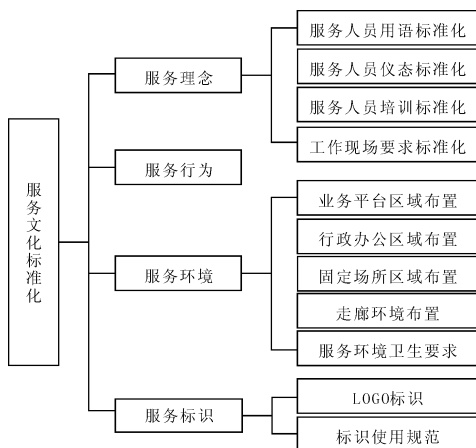 服务文化标准化
服务理念
服务人员用语标准化
服务人员仪态标准化
服务人员培训标准化
工作现场要求标准化
服务行为
服务环境
业务平台区域布置
行政办公区域布置
固定场所区域布置
走廊环境布置
服务环境卫生要求
服务标识
LOGO标识
标识使用规范